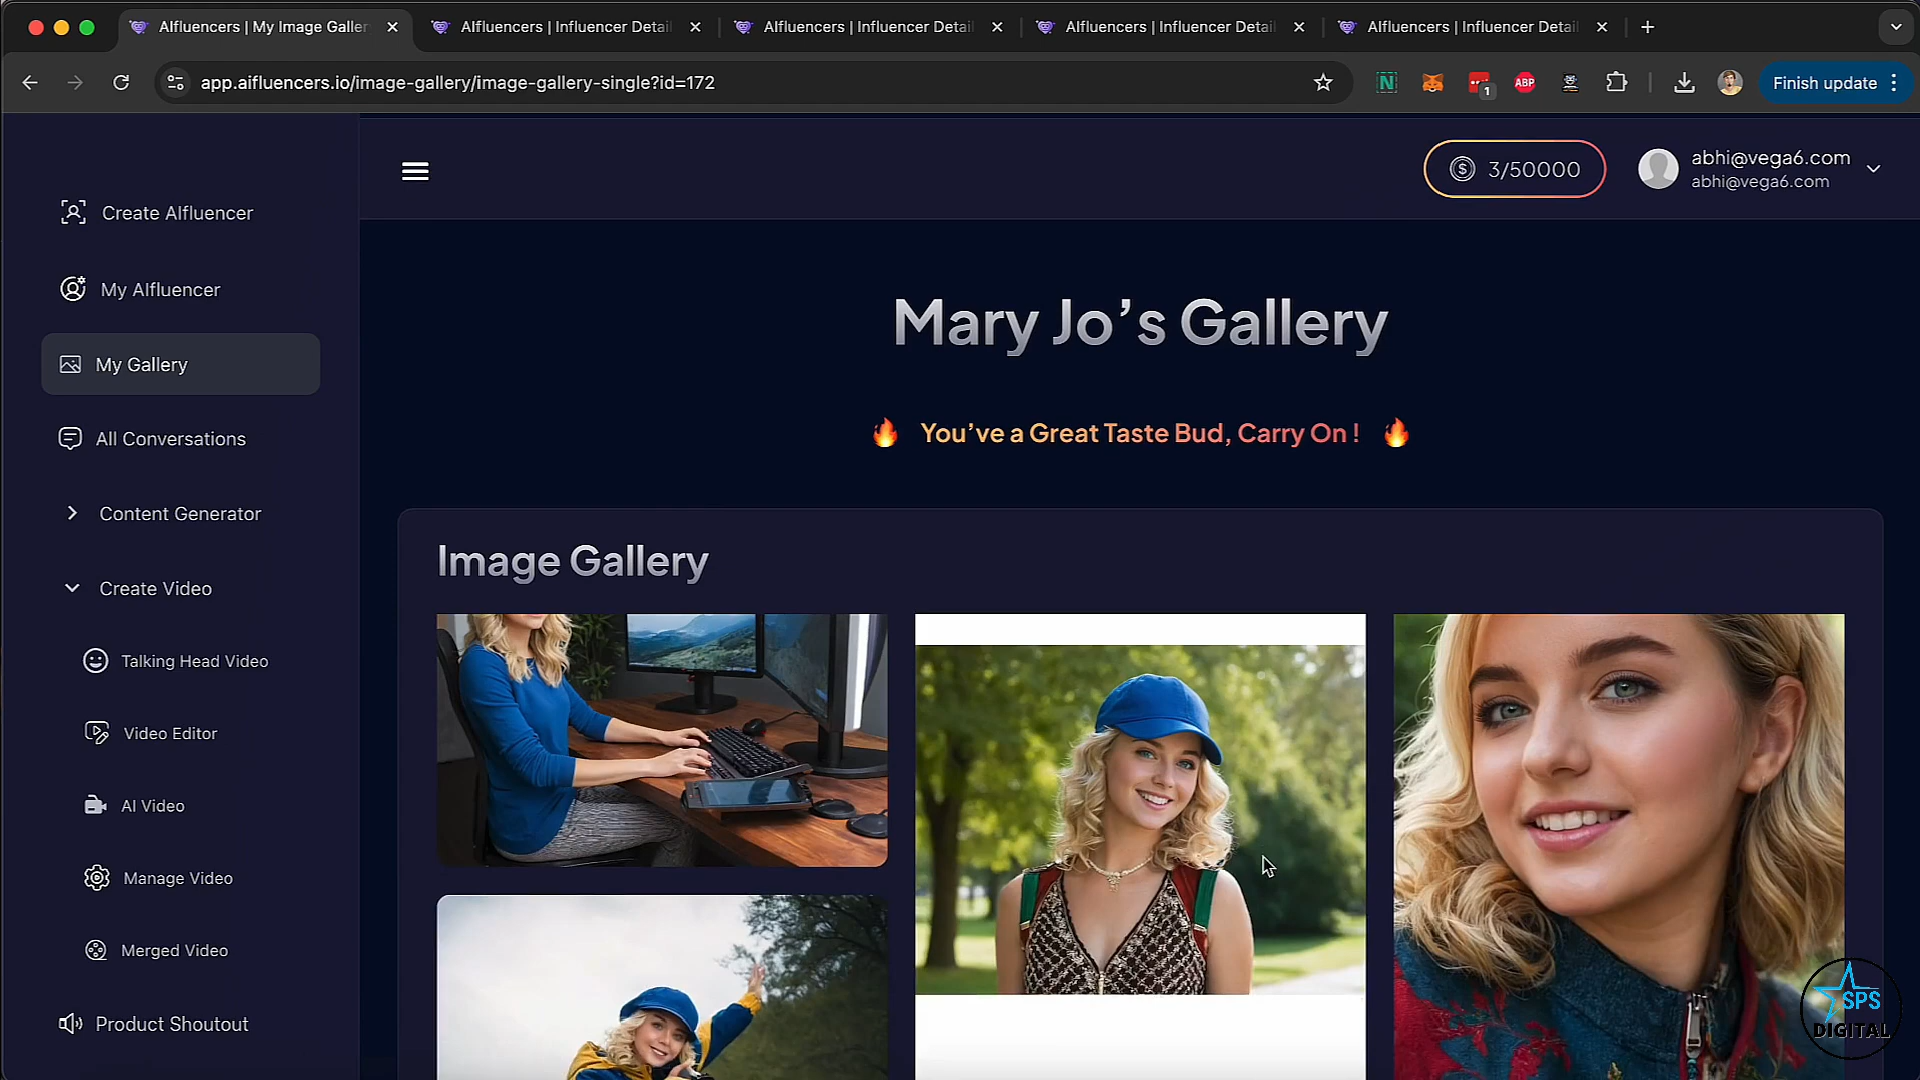 AIfluencers | My Image Galler
AIfluencers | Influencer Detail
AIfluencers | Influencer Detail
AIfluencers | Influencer Detail
AIfluencers | Influencer Detail
app.aifluencers.io/image-gallery/image-gallery-single?id=172
N
1
ABP
Finish update
3/50000
abhi@vega6.com
abhi@vega6.com
Create AIfluencer
My AIfluencer
My Gallery
All Conversations
Content Generator
Create Video
Talking Head Video
Video Editor
AI Video
Manage Video
Merged Video
Product Shoutout
Mary Jo’s Gallery
🔥 You’ve a Great Taste Bud, Carry On ! 🔥
Image Gallery
SPS
DIGITAL